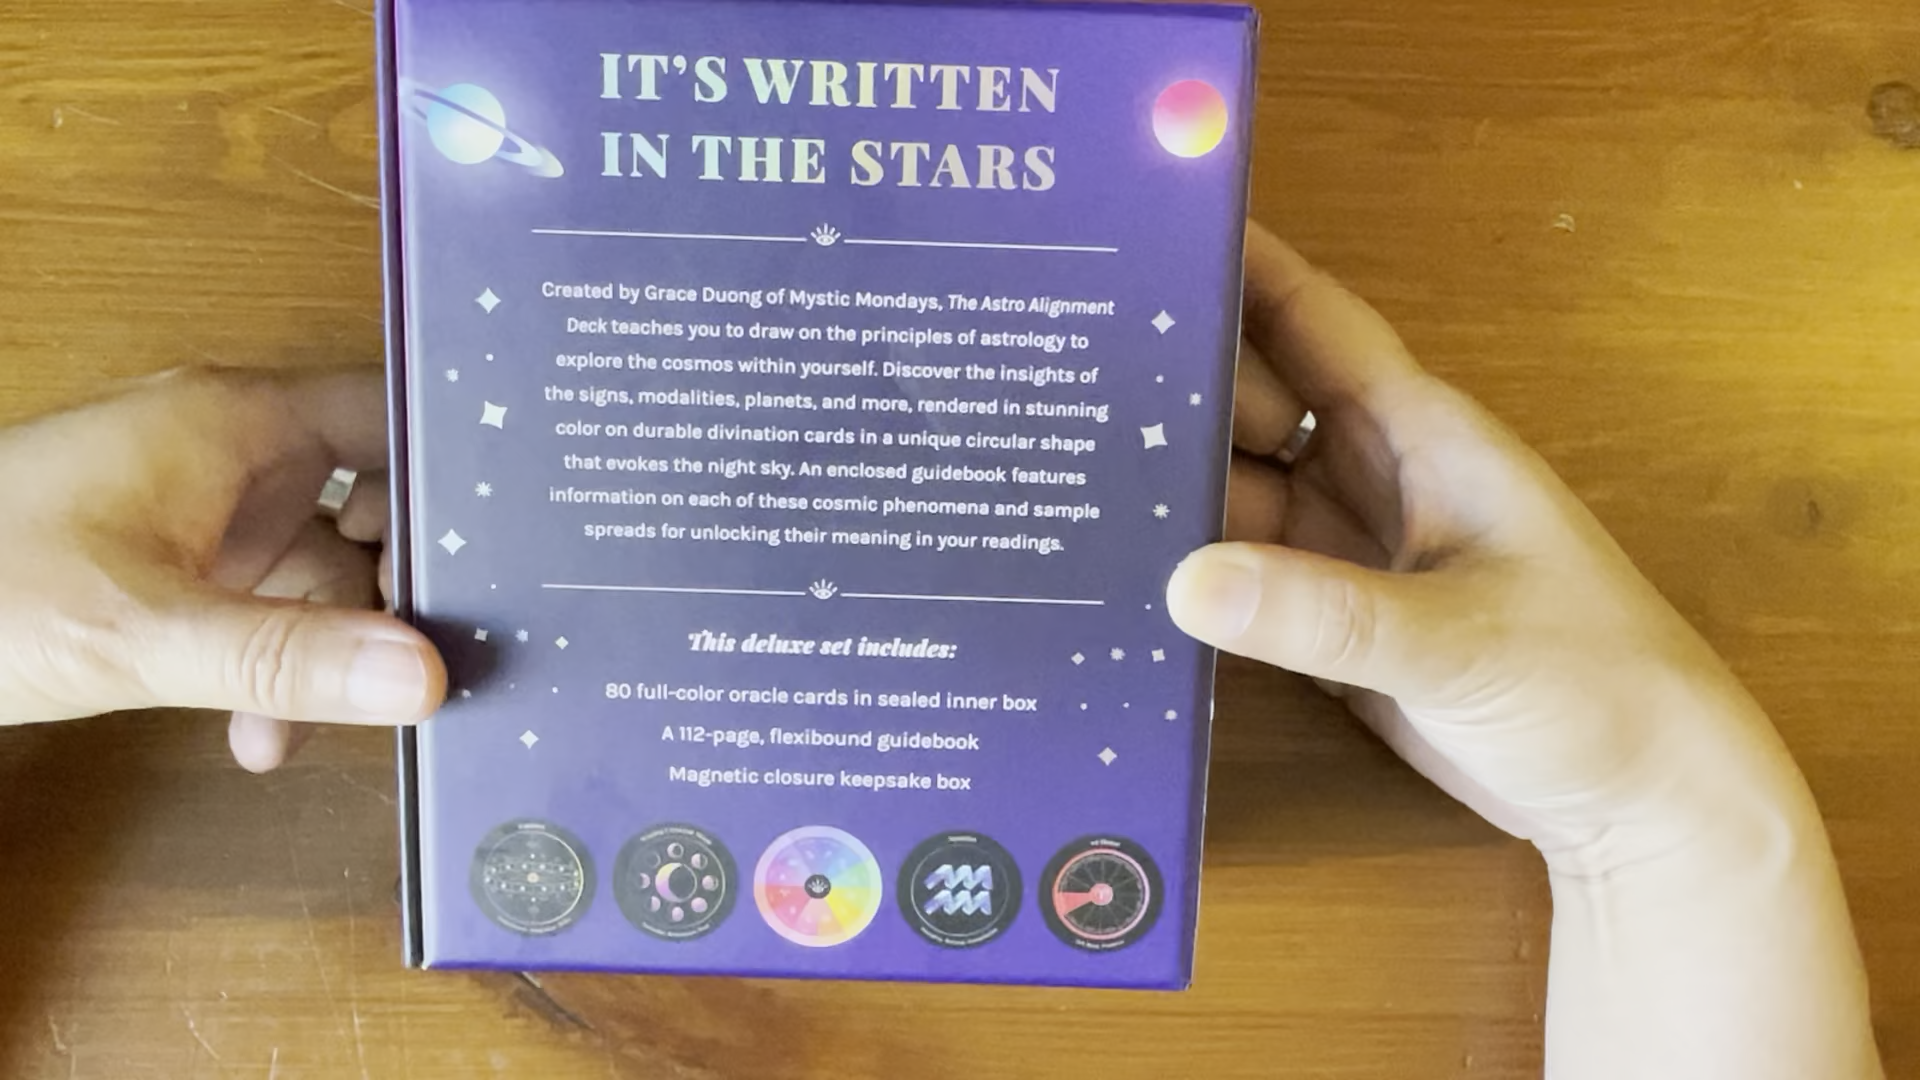 IT'S WRITTEN
IN THE STARS
Created by Grace Duong of Mystic Mondays, The Astro Alignment
Deck teaches you to draw on the principles of astrology to
explore the cosmos within yourself. Discover the insights of
the signs, modalities, planets, and more, rendered in stunning
color on durable divination cards in a unique circular shape
that evokes the night sky. An enclosed guidebook features
information on each of these cosmic phenomena and sample
spreads for unlocking their meaning in your readings.
This deluxe set includes:
80 full-color oracle cards in sealed inner box
A 112-page, flexibound guidebook
Magnetic closure keepsake box